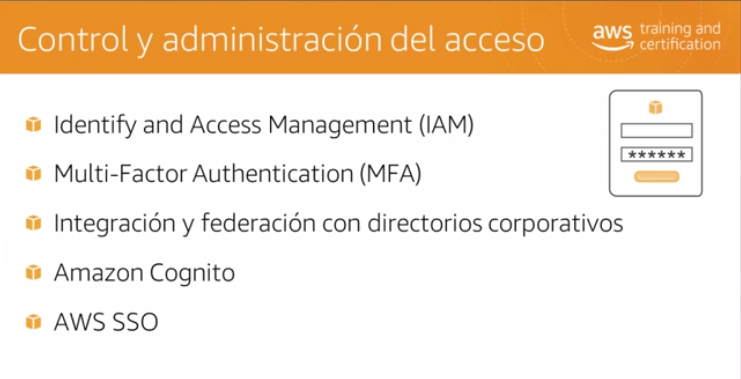 Control y administración del acceso
aws training and
certification
Identify and Access Management (IAM)
******
Multi-Factor Authentication (MFA)
Integración y federación con directorios corporativos
Amazon Cognito
AWS SSO